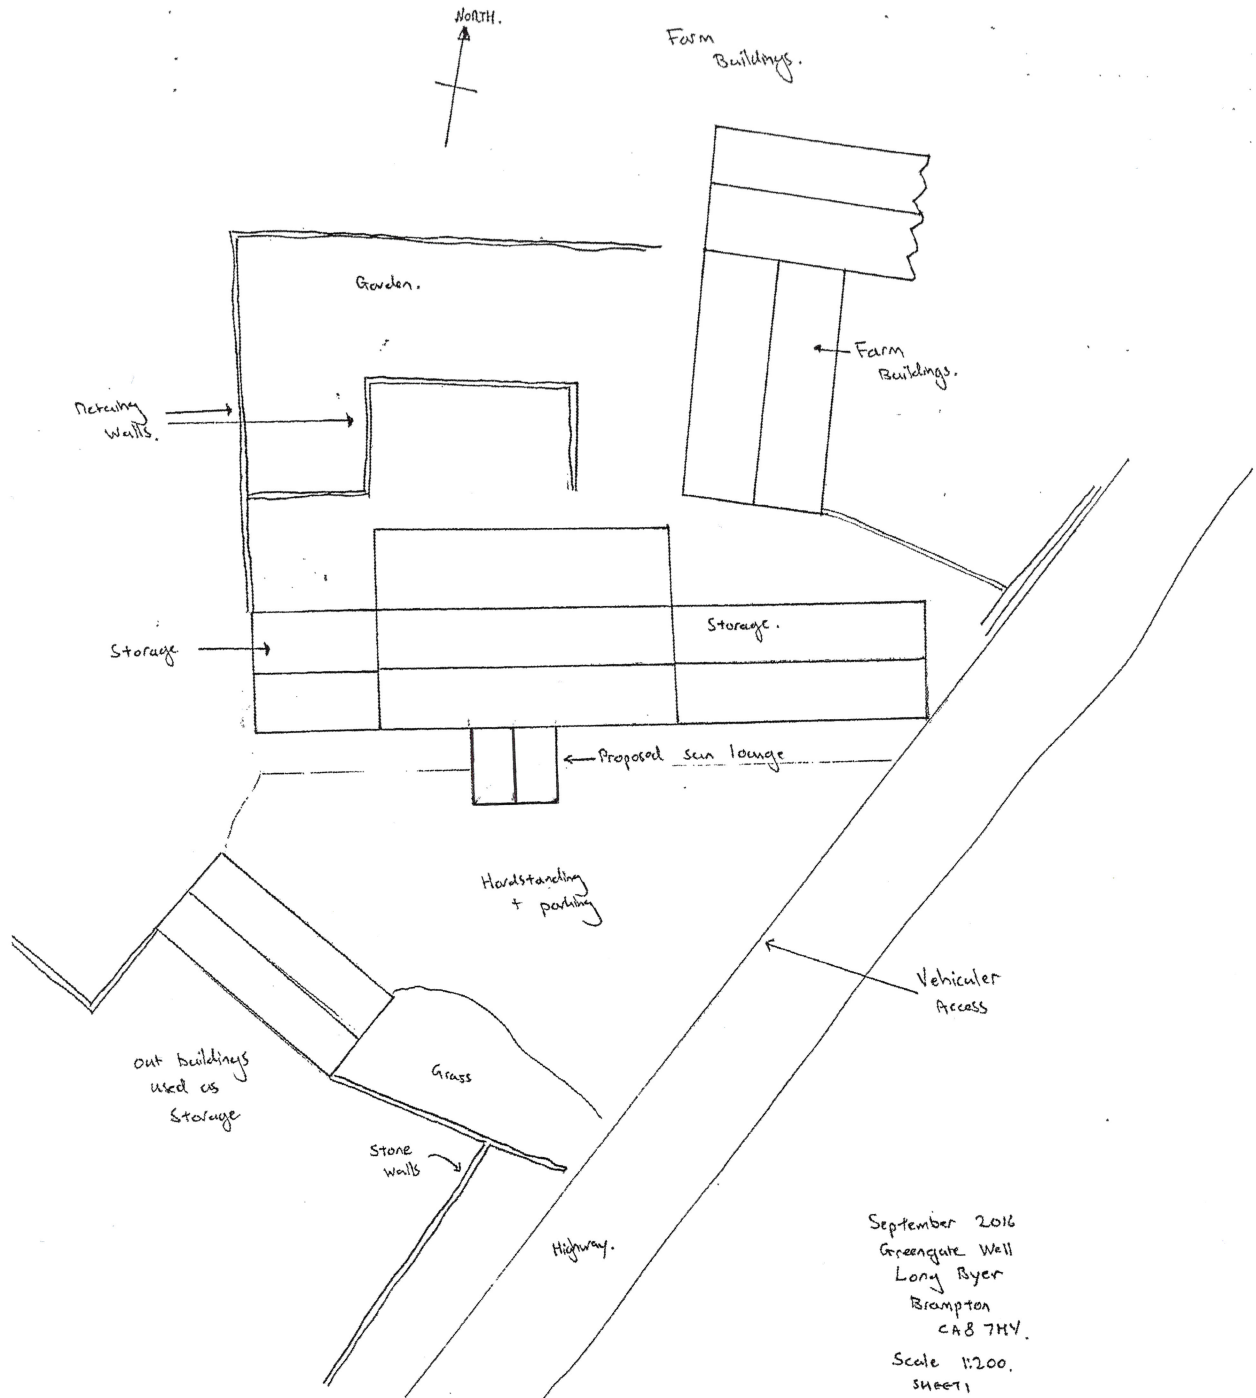 NORTH.
Farm
Buildings.
Garden.
Farm
Buildings.
Retaining
Walls.
Storage.
Storage
Proposed sun lounge
Hardstanding
+ parking
Vehiculer
Access
out buildings
used as
Storage
Grass
Stone
walls
Highway.
September 2016
Greengate Well
Long Byer
Brampton
CA8 7HY.
Scale 1:200.
SHEET 1